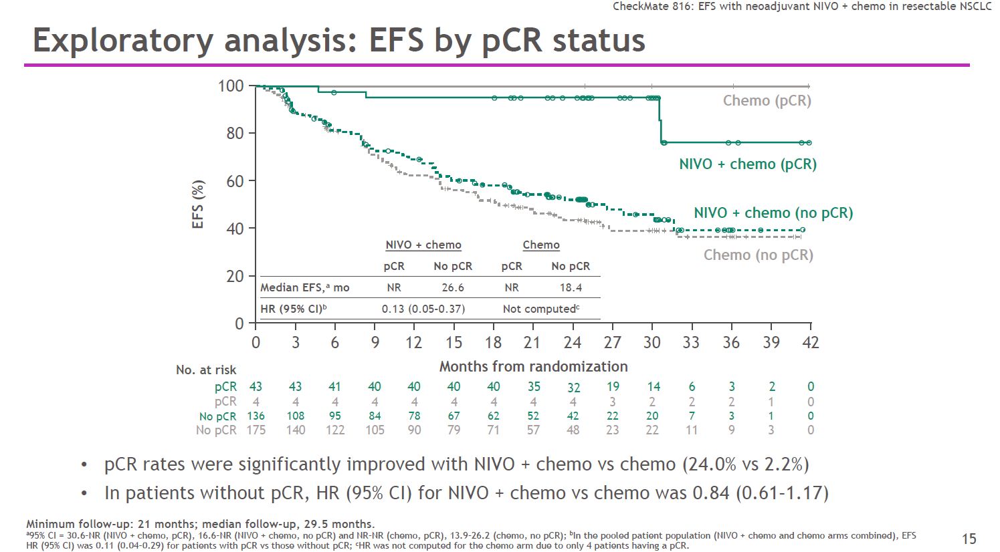 CheckMate 816: EFS with neoadjuvant NIVO + chemo in resectable NSCLC
Exploratory analysis: EFS by pCR status
100
80
60
40
20
0
EFS (%)
Chemo (pCR)
NIVO + chemo (pCR)
NIVO + chemo (no pCR)
Chemo (no pCR)
NIVO + chemo Chemo
pCR No pCR pCR No pCR
Median EFS,ᵃ mo NR 26.6 NR 18.4
HR (95% CI)ᵇ 0.13 (0.05-0.37) Not computedᶜ
0 3 6 9 12 15 18 21 24 27 30 33 36 39 42
Months from randomization
No. at risk
pCR 43 43 41 40 40 40 40 35 32 19 14 6 3 2 0
pCR 4 4 4 4 4 4 4 4 4 3 2 2 2 1 0
No pCR 136 108 95 84 78 67 62 52 42 22 20 7 3 1 0
No pCR 175 140 122 105 90 79 71 57 48 23 22 11 9 3 0
• pCR rates were significantly improved with NIVO + chemo vs chemo (24.0% vs 2.2%)
• In patients without pCR, HR (95% CI) for NIVO + chemo vs chemo was 0.84 (0.61–1.17)
Minimum follow-up: 21 months; median follow-up, 29.5 months.
ᵃ95% CI = 30.6-NR (NIVO + chemo, pCR), 16.6-NR (NIVO + chemo, no pCR) and NR-NR (chemo, pCR), 13.9-26.2 (chemo, no pCR); ᵇIn the pooled patient population (NIVO + chemo and chemo arms combined), EFS
HR (95% CI) was 0.11 (0.04-0.29) for patients with pCR vs those without pCR; ᶜHR was not computed for the chemo arm due to only 4 patients having a pCR.
15